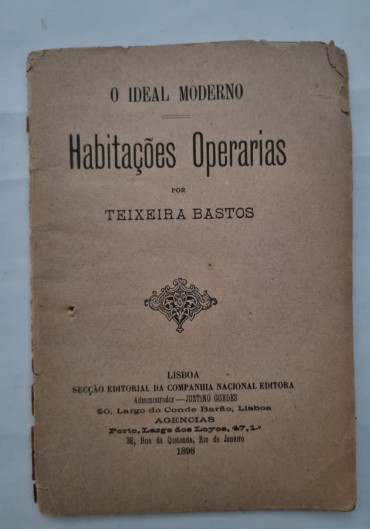 O IDEAL MODERNO
Habitações Operarias
POR
TEIXEIRA BASTOS
LISBOA
SECÇÃO EDITORIAL DA COMPANHIA NACIONAL EDITORA
Administrador — JUSTINO GUEDES
50, Largo do Conde Barão, Lisboa
AGENCIAS
Porto, Largo dos Loyos, 47, 1.º
38, Rua da Quitanda, Rio de Janeiro
1898